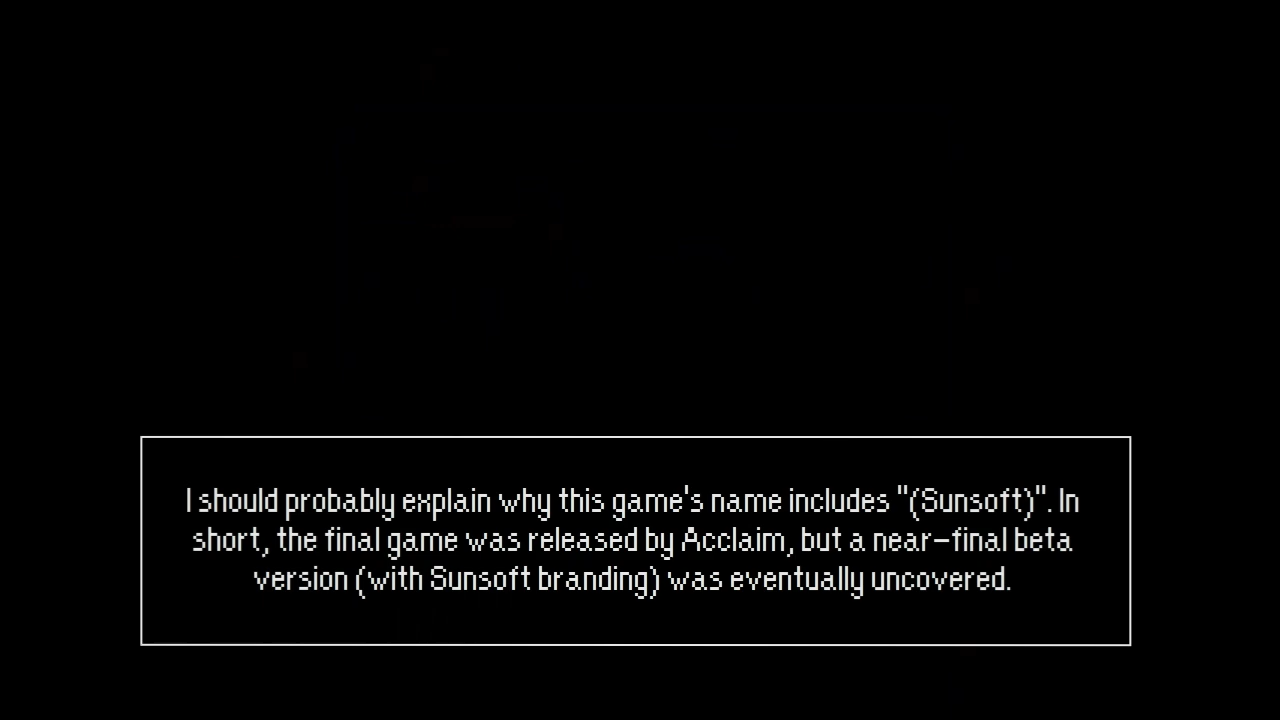 I should probably explain why this game's name includes "(Sunsoft)". In
short, the final game was released by Acclaim, but a near-final beta
version (with Sunsoft branding) was eventually uncovered.